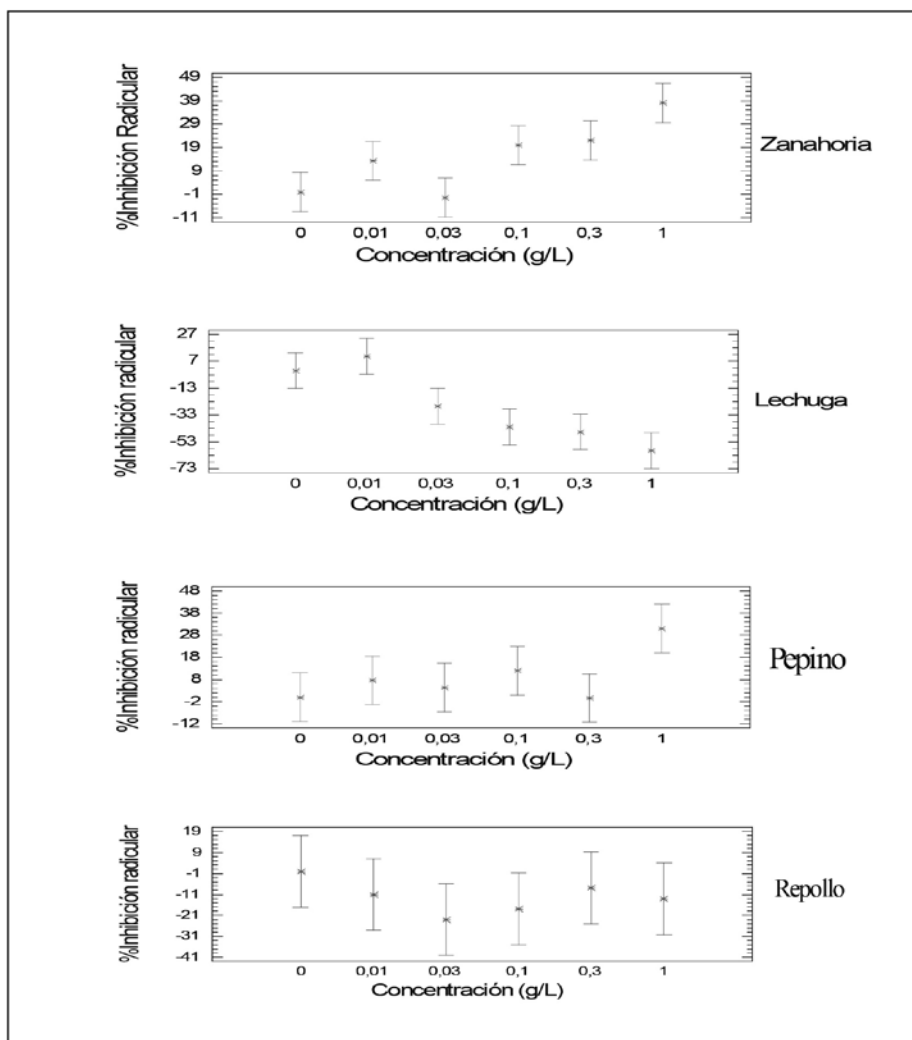 %Inhibición Radicular
49
39
29
19
9
-1
-11
0 0,01 0,03 0,1 0,3 1
Concentración (g/L)
Zanahoria
%Inhibición radicular
27
7
-13
-33
-53
-73
0 0,01 0,03 0,1 0,3 1
Concentración (g/L)
Lechuga
%Inhibición radicular
48
38
28
18
8
-2
-12
0 0,01 0,03 0,1 0,3 1
Concentración (g/L)
Pepino
%Inhibición radicular
19
9
-1
-11
-21
-31
-41
0 0,01 0,03 0,1 0,3 1
Concentración (g/L)
Repollo